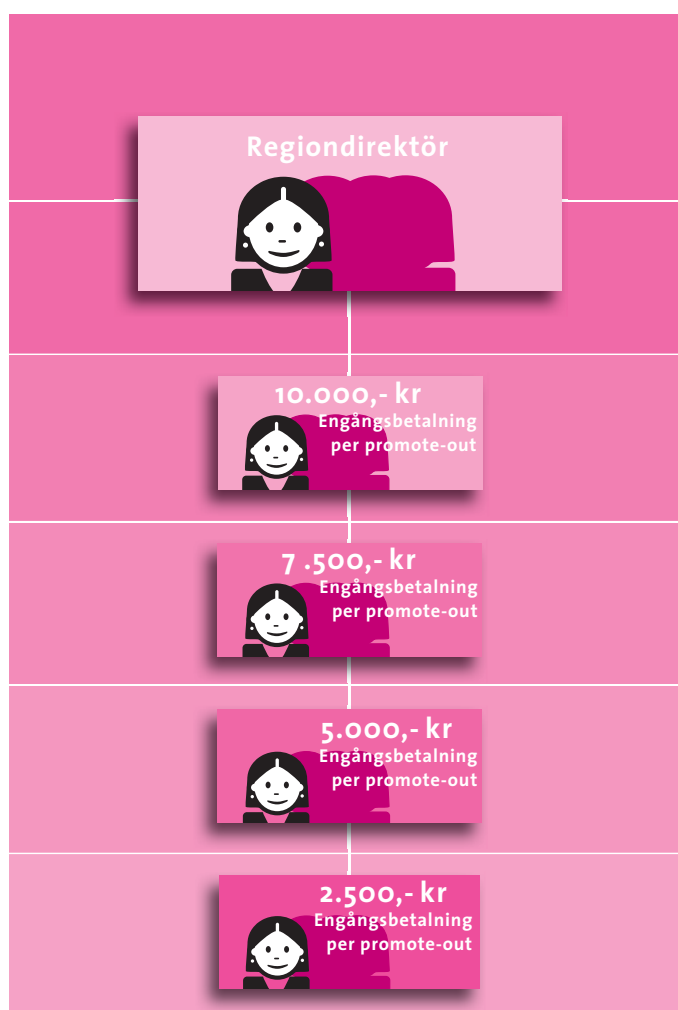 Regiondirektör
10.000,- kr
Engångsbetalning
per promote-out
7 .500,- kr
Engångsbetalning
per promote-out
5.000,- kr
Engångsbetalning
per promote-out
2.500,- kr
Engångsbetalning
per promote-out